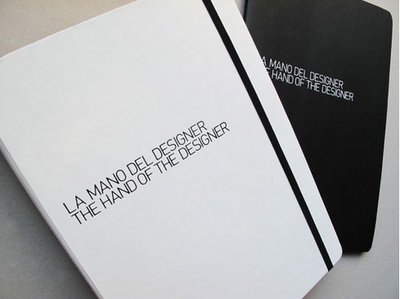 LA MANO DEL DESIGNER
THE HAND OF THE DESIGNER
LA MANO DEL DESIGNER
THE HAND OF THE DESIGNER